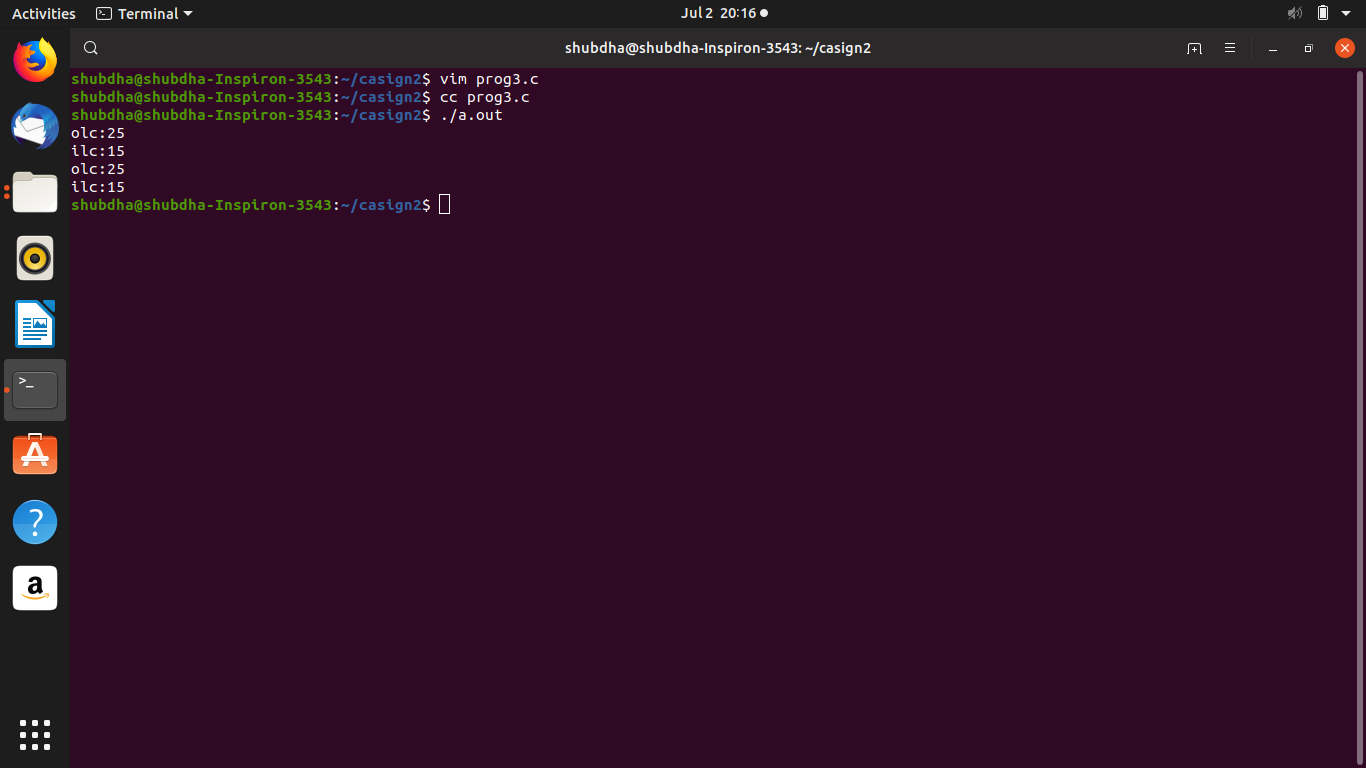 Activities
Terminal
Jul 2 20:16
shubdha@shubdha-Inspiron-3543: ~/casign2
shubdha@shubdha-Inspiron-3543:~/casign2$ vim prog3.c
shubdha@shubdha-Inspiron-3543:~/casign2$ cc prog3.c
shubdha@shubdha-Inspiron-3543:~/casign2$ ./a.out
olc:25
ilc:15
olc:25
ilc:15
shubdha@shubdha-Inspiron-3543:~/casign2$